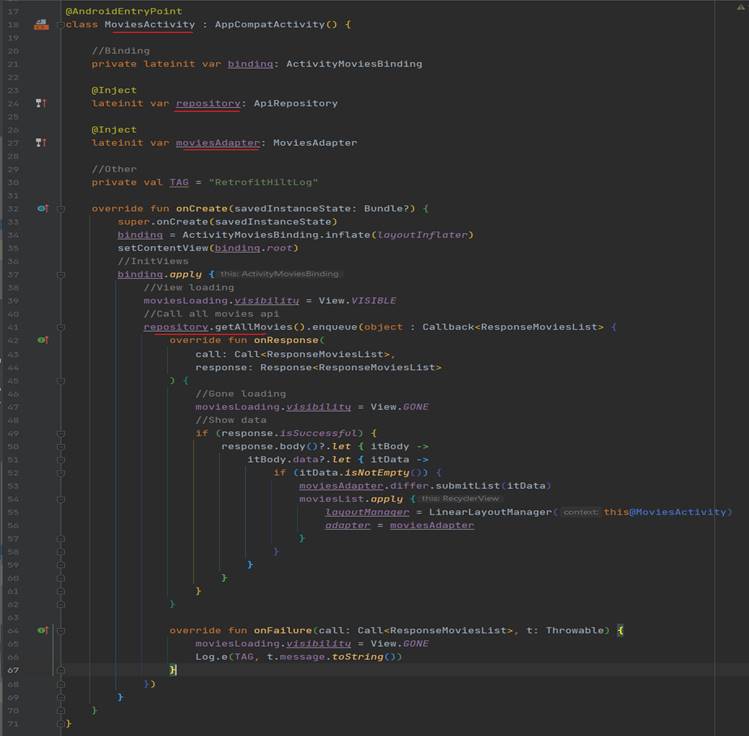 17 @AndroidEntryPoint
18 class MoviesActivity : AppCompatActivity() {
19
20 //Binding
21 private lateinit var binding: ActivityMoviesBinding
22
23 @Inject
24 lateinit var repository: ApiRepository
25
26 @Inject
27 lateinit var moviesAdapter: MoviesAdapter
28
29 //Other
30 private val TAG = "RetrofitHiltLog"
31
32 override fun onCreate(savedInstanceState: Bundle?) {
33 super.onCreate(savedInstanceState)
34 binding = ActivityMoviesBinding.inflate(layoutInflater)
35 setContentView(binding.root)
36 //InitViews
37 binding.apply { this: ActivityMoviesBinding
38 //View loading
39 moviesLoading.visibility = View.VISIBLE
40 //Call all movies api
41 repository.getAllMovies().enqueue(object : Callback<ResponseMoviesList> {
42 override fun onResponse(
43 call: Call<ResponseMoviesList>,
44 response: Response<ResponseMoviesList>
45 ) {
46 //Gone loading
47 moviesLoading.visibility = View.GONE
48 //Show data
49 if (response.isSuccessful) {
50 response.body()?.let { itBody ->
51 itBody.data?.let { itData ->
52 if (itData.isNotEmpty()) {
53 moviesAdapter.differ.submitList(itData)
54 moviesList.apply { this: RecyclerView
55 layoutManager = LinearLayoutManager( context: this@MoviesActivity)
56 adapter = moviesAdapter
57 }
58 }
59 }
60 }
61 }
62 }
63
64 override fun onFailure(call: Call<ResponseMoviesList>, t: Throwable) {
65 moviesLoading.visibility = View.GONE
66 Log.e(TAG, t.message.toString())
67 }
68 })
69 }
70 }
71 }